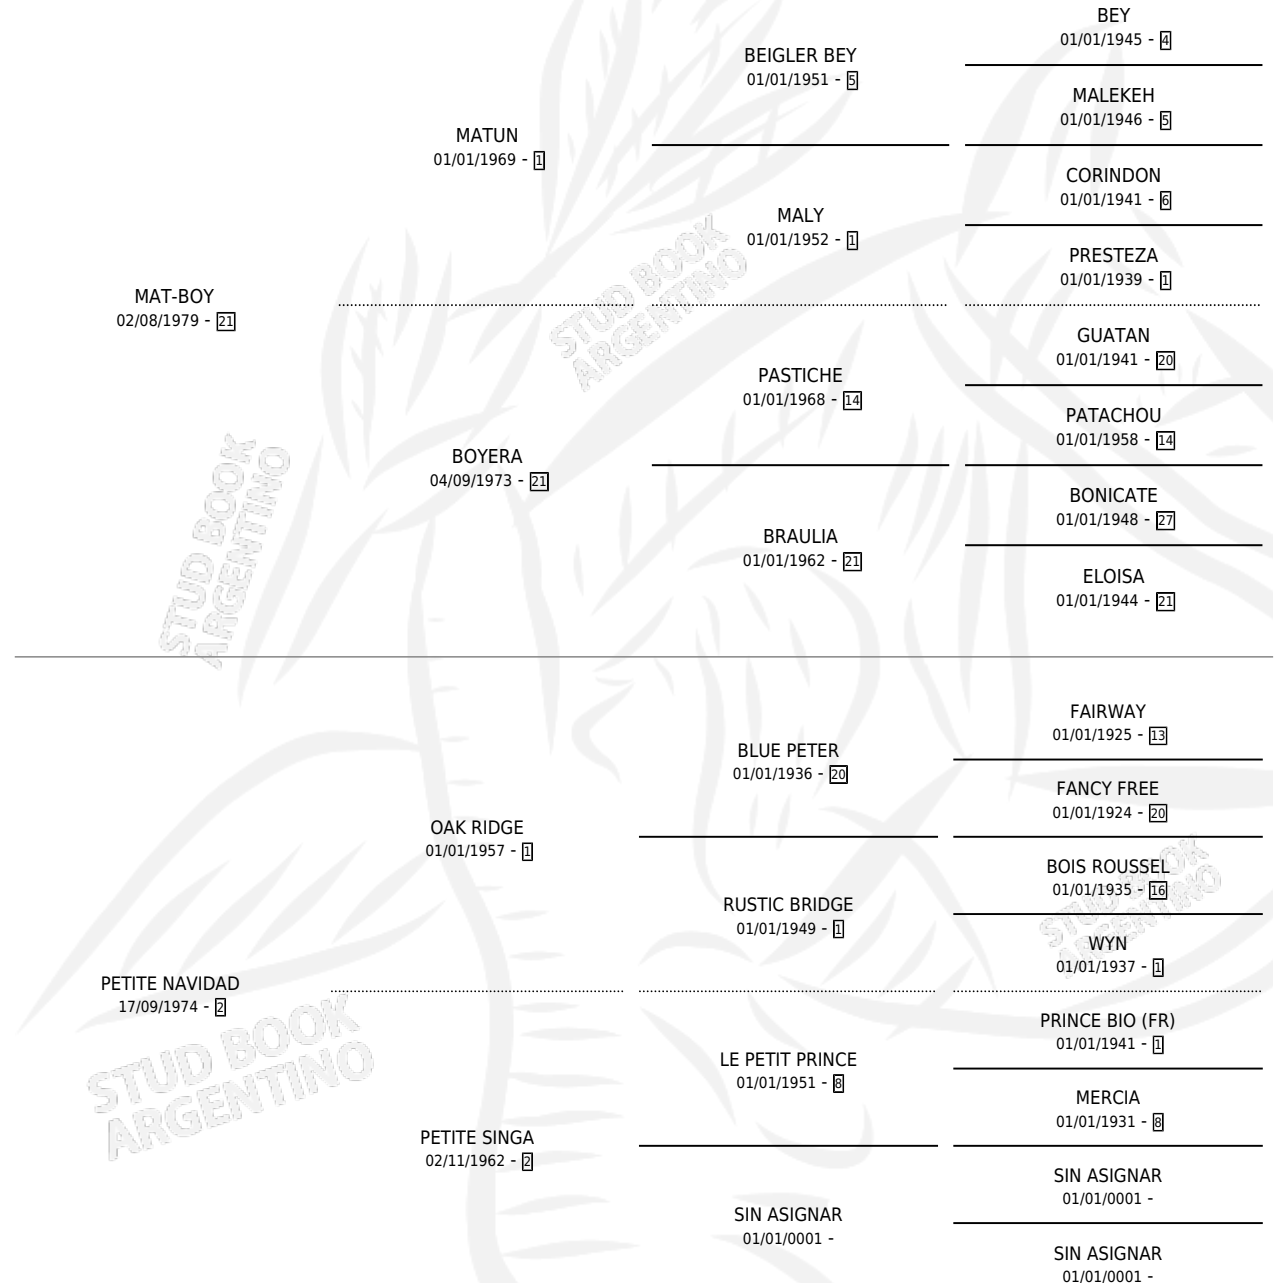 BEY
01/01/1945 - 4
BEIGLER BEY
01/01/1951 - 5
MALEKEH
01/01/1946 - 5
MATUN
01/01/1969 - 1
CORINDON
01/01/1941 - 6
MALY
01/01/1952 - 1
PRESTEZA
01/01/1939 - 1
MAT-BOY
02/08/1979 - 21
GUATAN
01/01/1941 - 20
PASTICHE
01/01/1968 - 14
PATACHOU
01/01/1958 - 14
BOYERA
04/09/1973 - 21
BONICATE
01/01/1948 - 27
BRAULIA
01/01/1962 - 21
ELOISA
01/01/1944 - 21
STUD BOOK
ARGENTINO
STUD BOOK
ARGENTINO
FAIRWAY
01/01/1925 - 13
BLUE PETER
01/01/1936 - 20
FANCY FREE
01/01/1924 - 20
OAK RIDGE
01/01/1957 - 1
BOIS ROUSSEL
01/01/1935 - 16
RUSTIC BRIDGE
01/01/1949 - 1
WYN
01/01/1937 - 1
PETITE NAVIDAD
17/09/1974 - 2
PRINCE BIO (FR)
01/01/1941 - 1
LE PETIT PRINCE
01/01/1951 - 8
MERCIA
01/01/1931 - 8
PETITE SINGA
02/11/1962 - 2
SIN ASIGNAR
01/01/0001 -
SIN ASIGNAR
01/01/0001 -
SIN ASIGNAR
01/01/0001 -
STUD BOOK
ARGENTINO
STUD BOOK
ARGENTINO